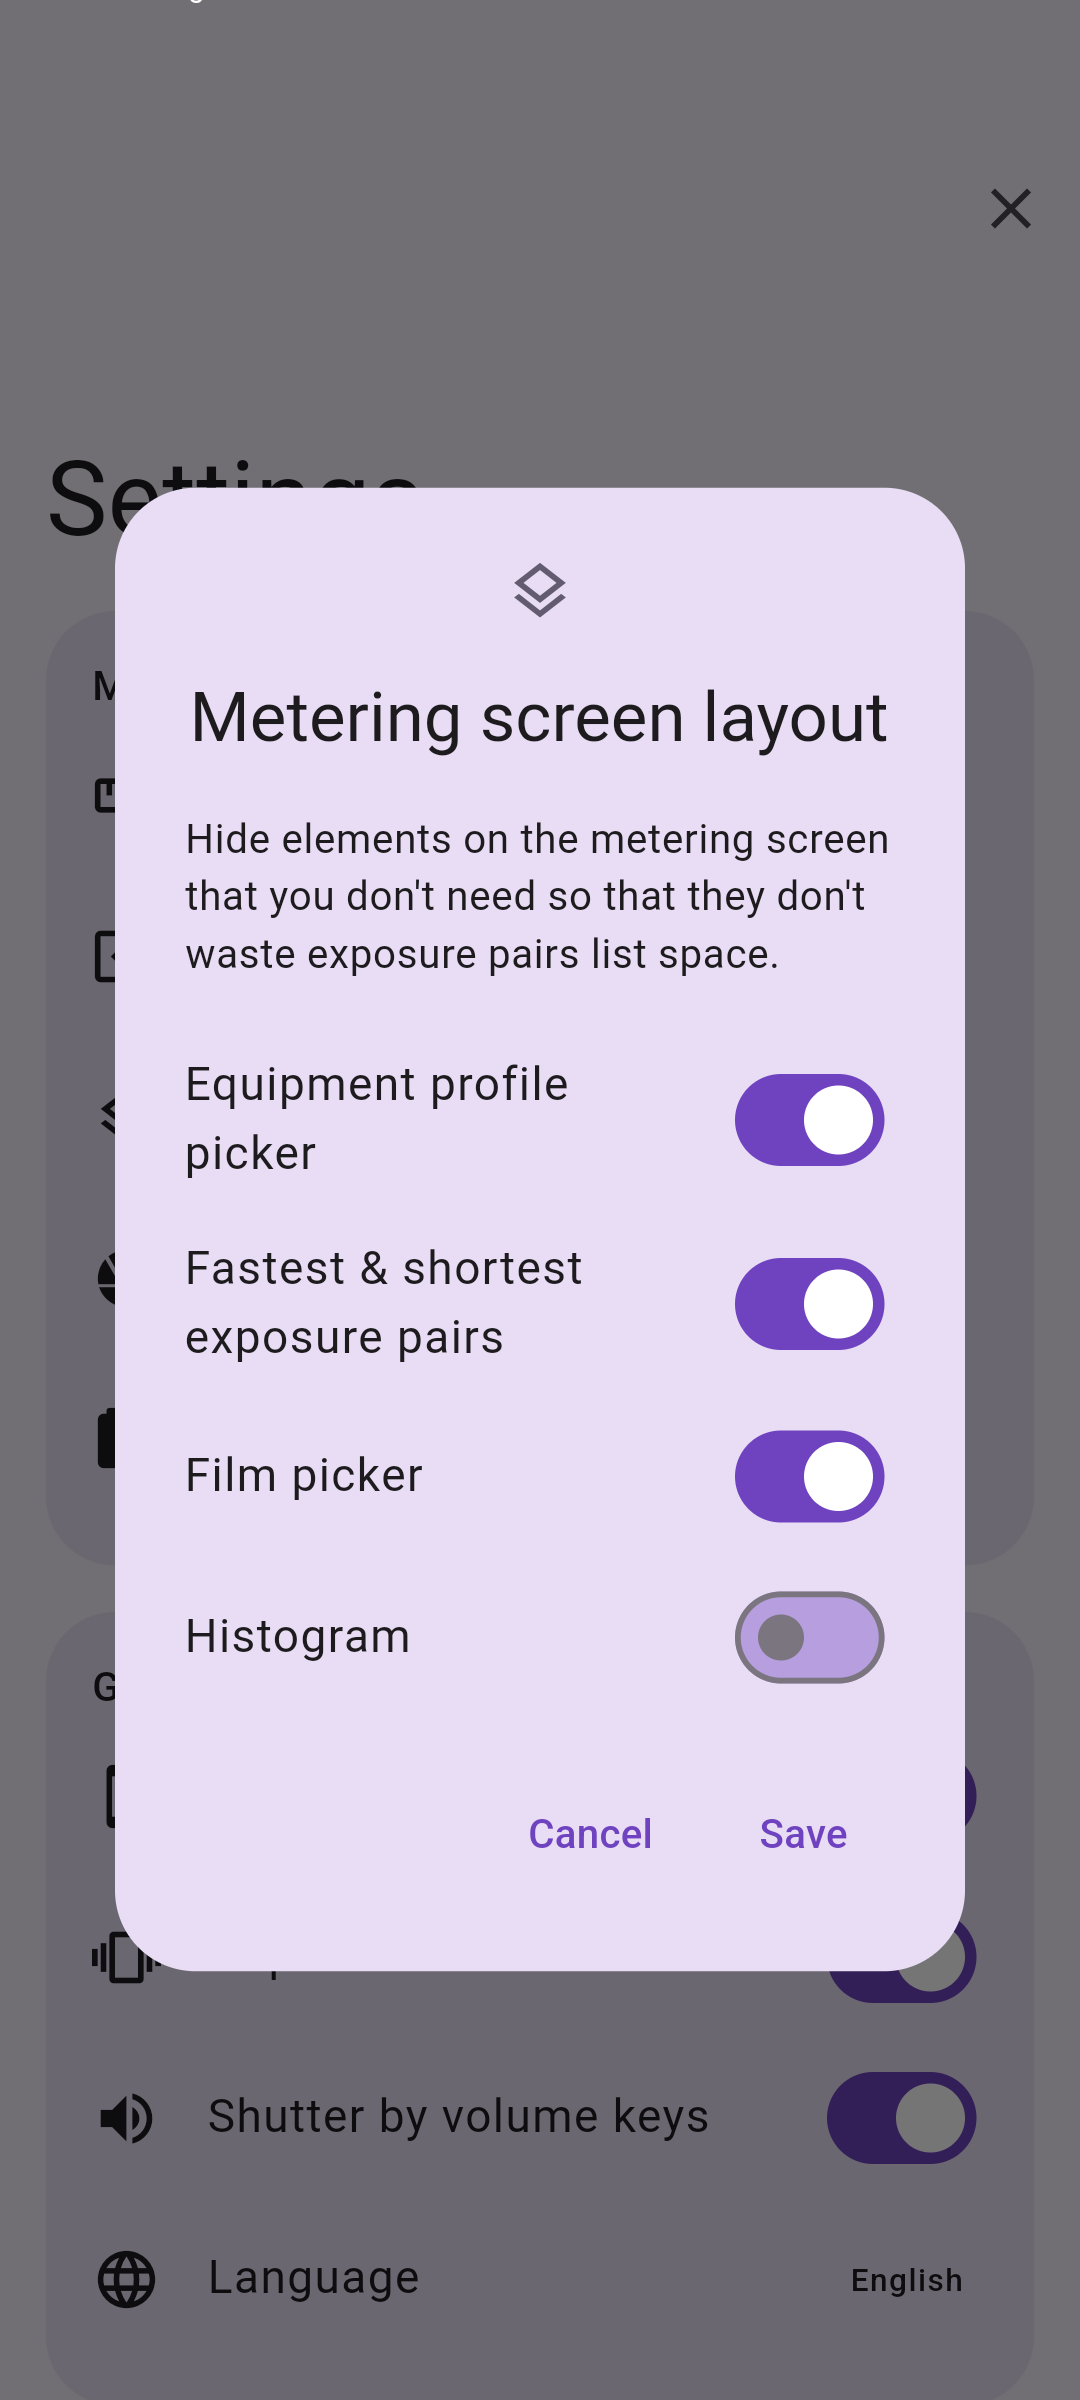 Settings
Metering screen layout
Hide elements on the metering screen
that you don't need so that they don't
waste exposure pairs list space.
Equipment profile
picker
Fastest & shortest
exposure pairs
Film picker
Histogram
Cancel
Save
Shutter by volume keys
Language
English